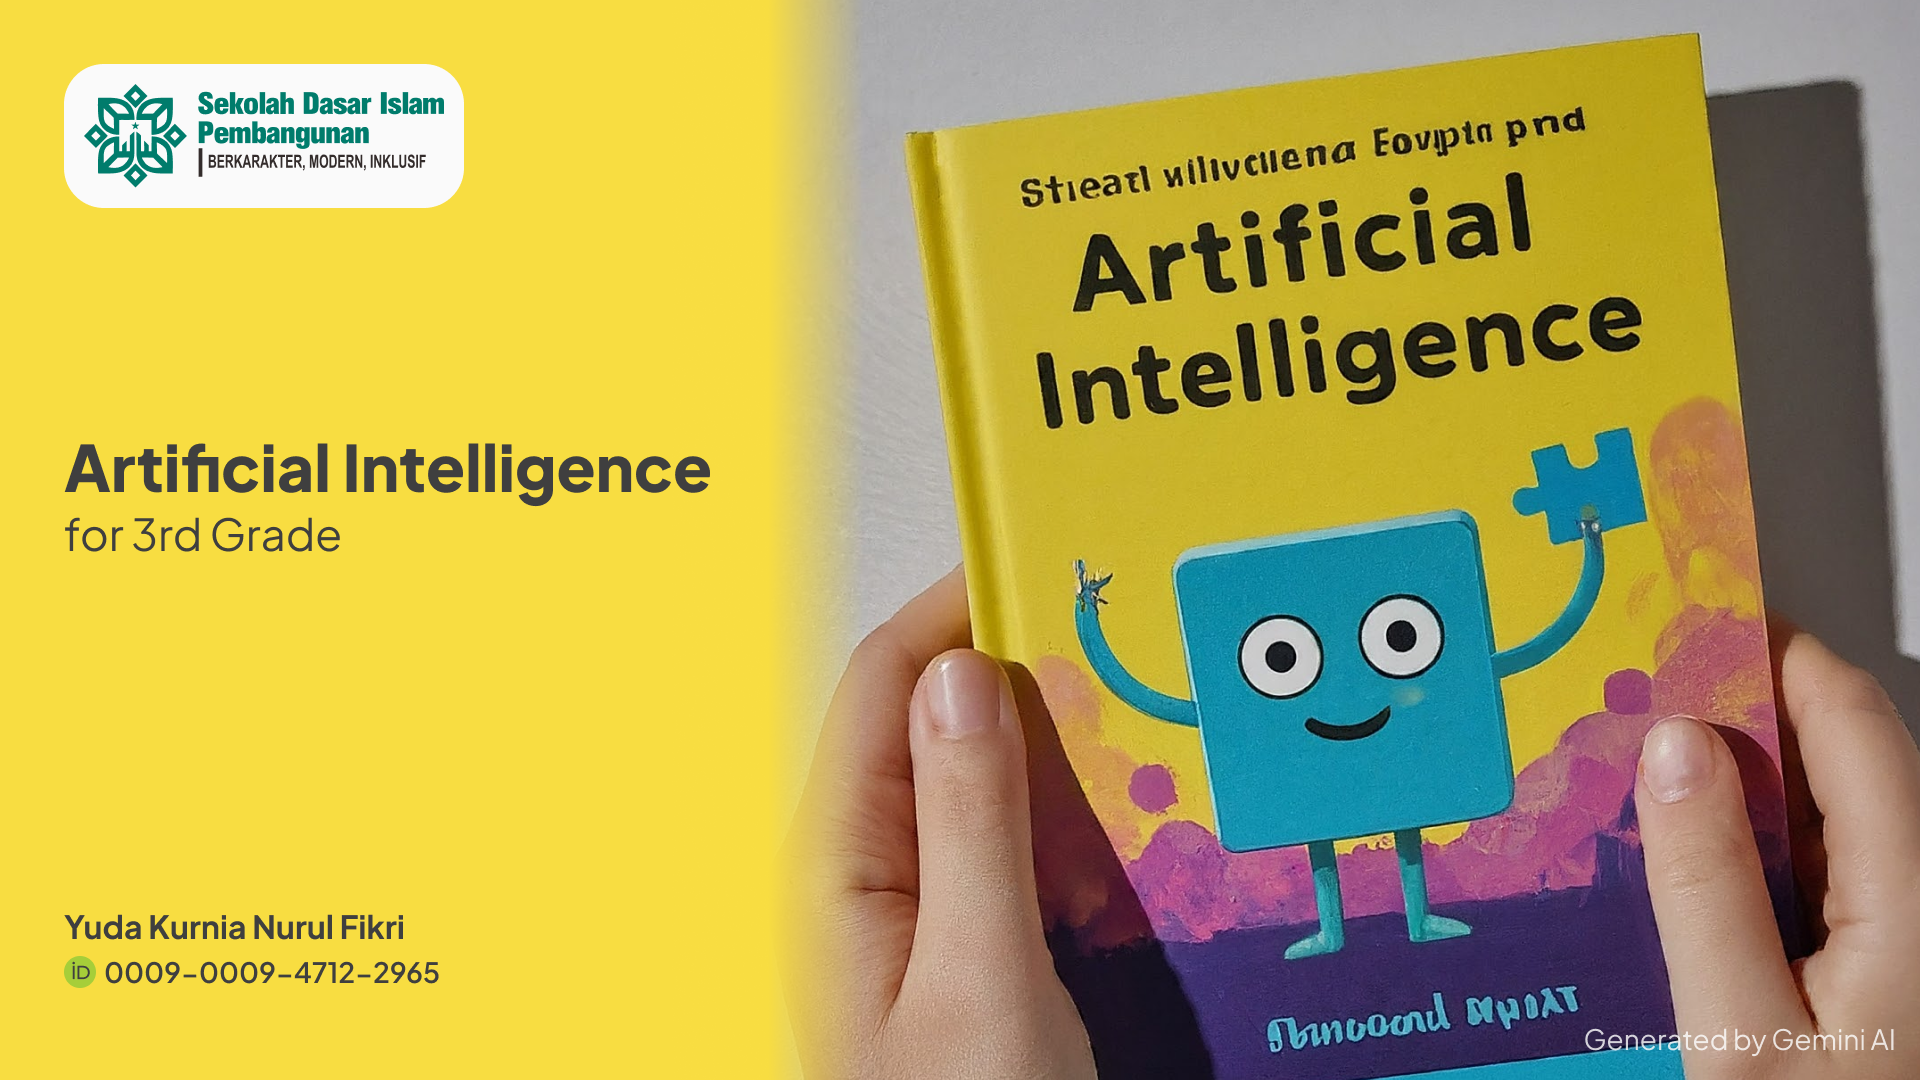 Sekolah Dasar Islam
Pembangunan
BERKARAKTER, MODERN, INKLUSIF
Artificial Intelligence
for 3rd Grade
Yuda Kurnia Nurul Fikri
iD 0009-0009-4712-2965
Artificial
Intelligence
Generated by Gemini AI